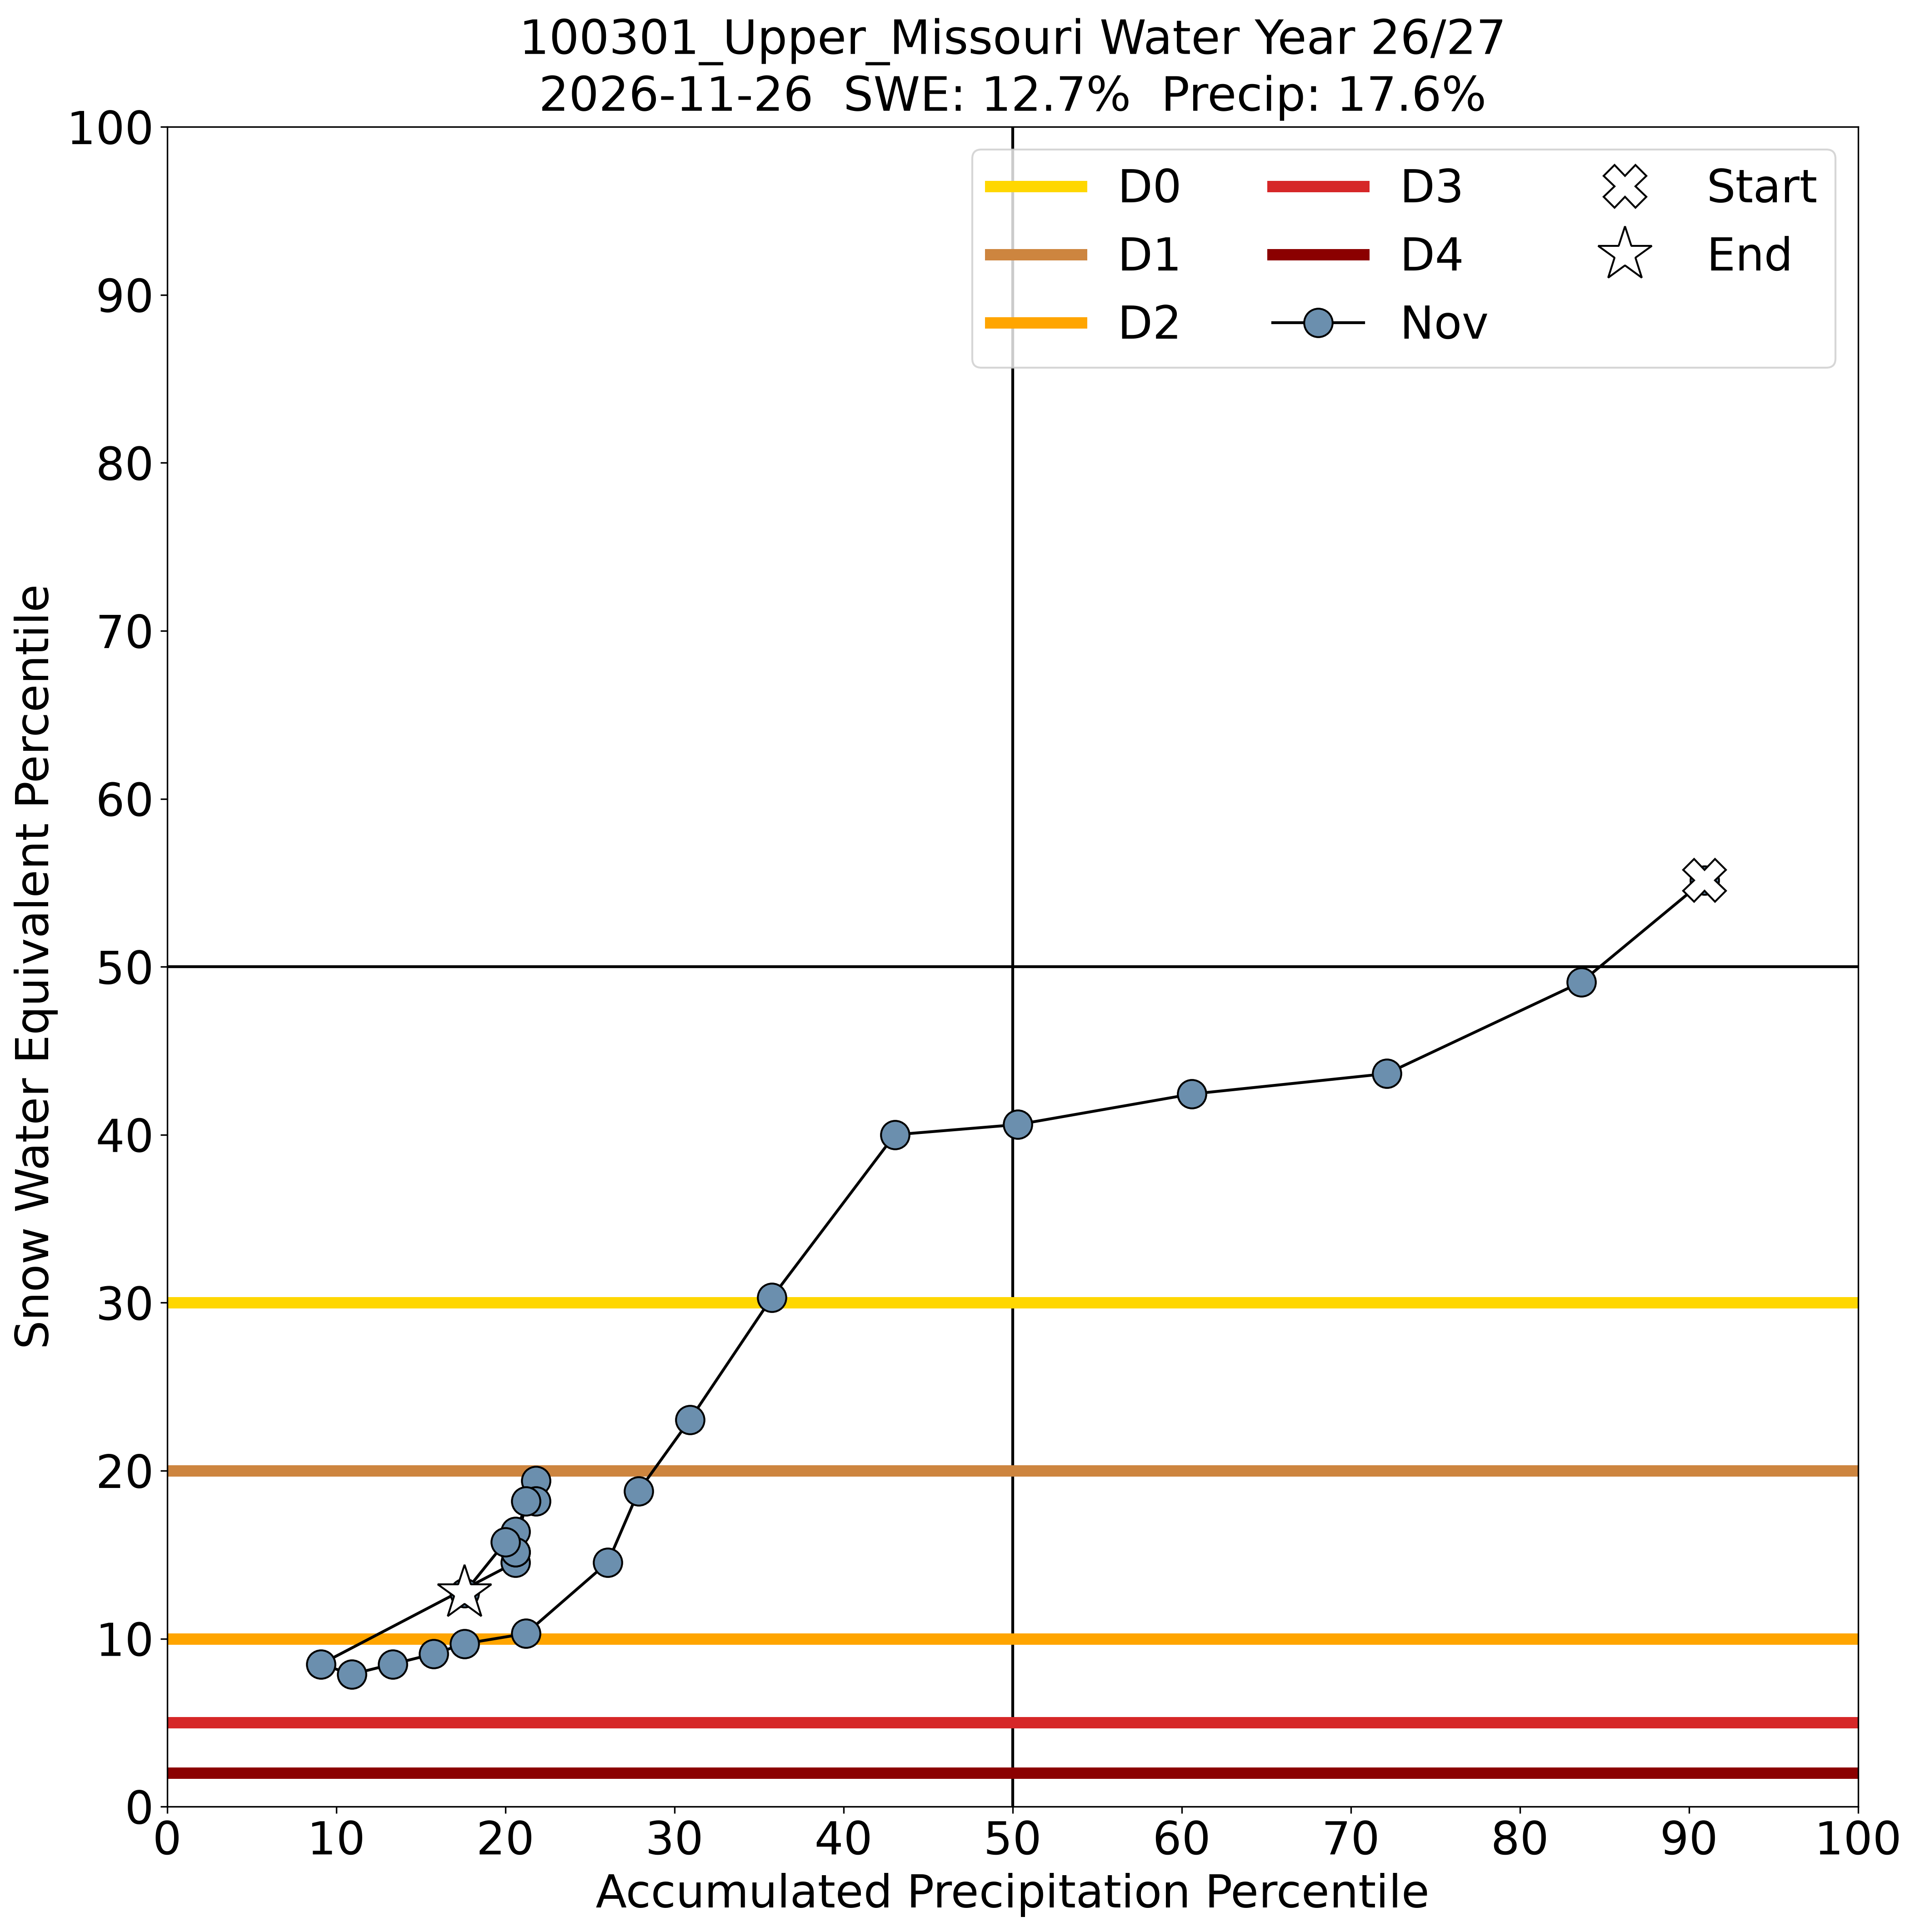 100301_Upper_Missouri Water Year 26/27
2026-11-26  SWE: 12.7%  Precip: 17.6%
100
90
80
70
60
50
40
30
20
10
0
Snow Water Equivalent Percentile
D0
D1
D2
D3
D4
Nov
Start
End
0 10 20 30 40 50 60 70 80 90 100
Accumulated Precipitation Percentile